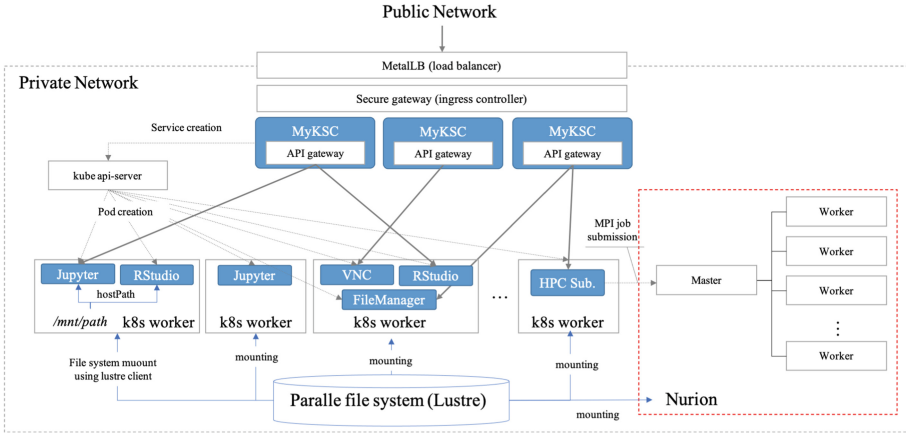 Public Network
MetalLB (load balancer)
Private Network
Secure gateway (ingress controller)
Service creation
MyKSC
API gateway
MyKSC
API gateway
MyKSC
API gateway
kube api-server
Pod creation
MPI job
submission
Worker
Worker
Worker
⋮
Worker
Master
Jupyter
RStudio
hostPath
/mnt/path
k8s worker
Jupyter
k8s worker
VNC
RStudio
FileManager
k8s worker
...
HPC Sub.
k8s worker
File system muount
using lustre client
mounting
mounting
mounting
Paralle file system (Lustre)
mounting
Nurion